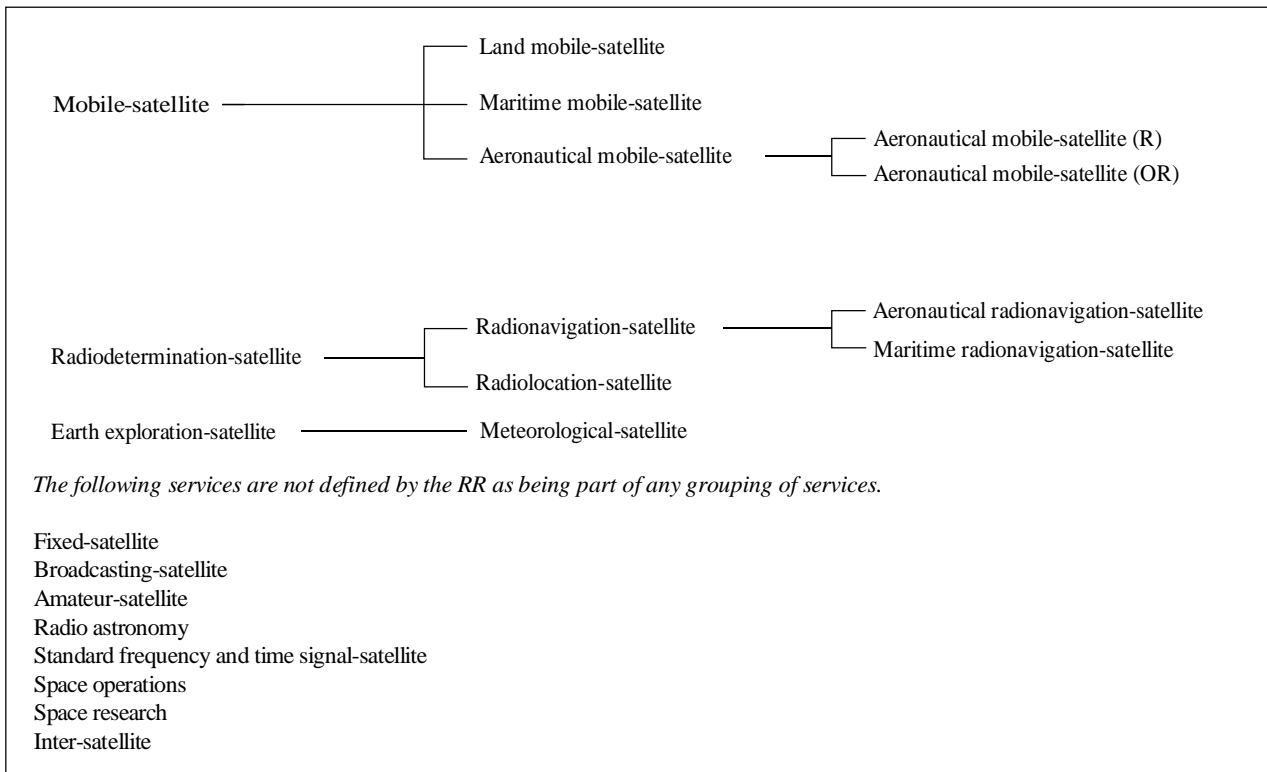 Land mobile-satellite
Mobile-satellite
Maritime mobile-satellite
Aeronautical mobile-satellite
Aeronautical mobile-satellite (R)
Aeronautical mobile-satellite (OR)
Radiodetermination-satellite
Radionavigation-satellite
Aeronautical radionavigation-satellite
Maritime radionavigation-satellite
Radiolocation-satellite
Earth exploration-satellite
Meteorological-satellite
The following services are not defined by the RR as being part of any grouping of services.
Fixed-satellite
Broadcasting-satellite
Amateur-satellite
Radio astronomy
Standard frequency and time signal-satellite
Space operations
Space research
Inter-satellite